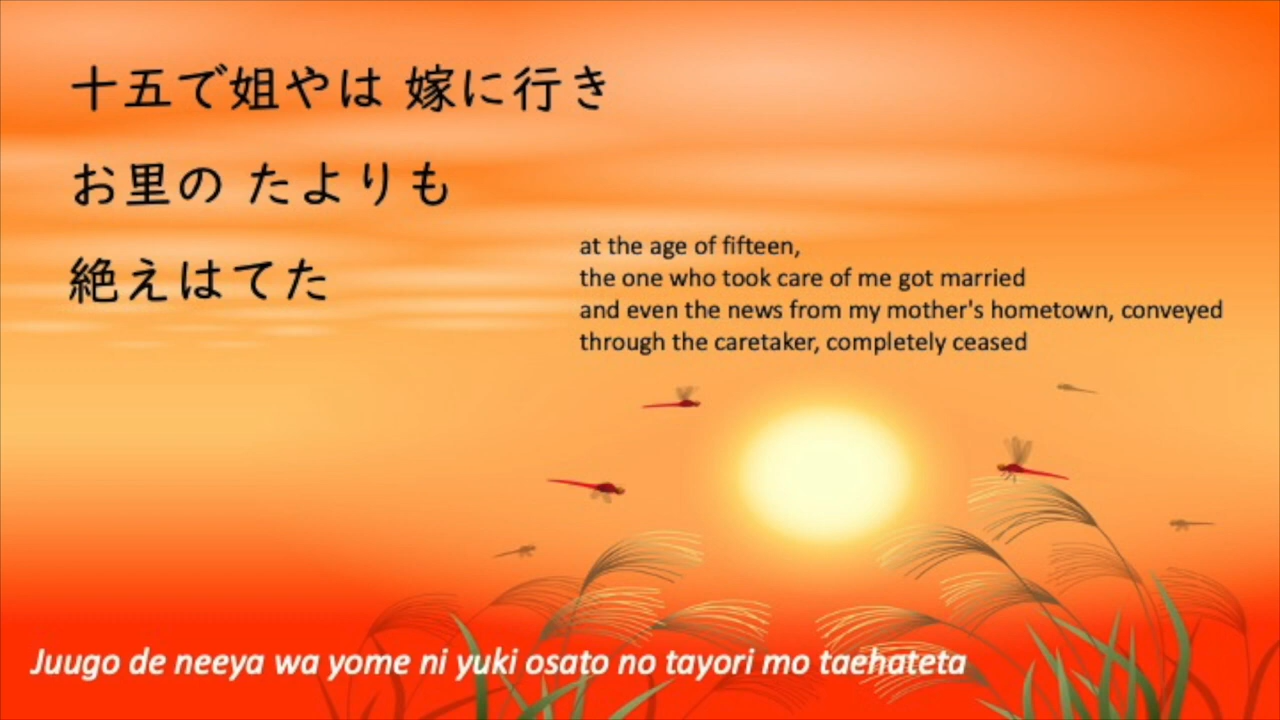 十五で姐やは 嫁に行き
お里の たよりも
絶えはてた
at the age of fifteen,
the one who took care of me got married
and even the news from my mother's hometown, conveyed
through the caretaker, completely ceased
Juugo de neeya wa yome ni yuki osato no tayori mo taehateta